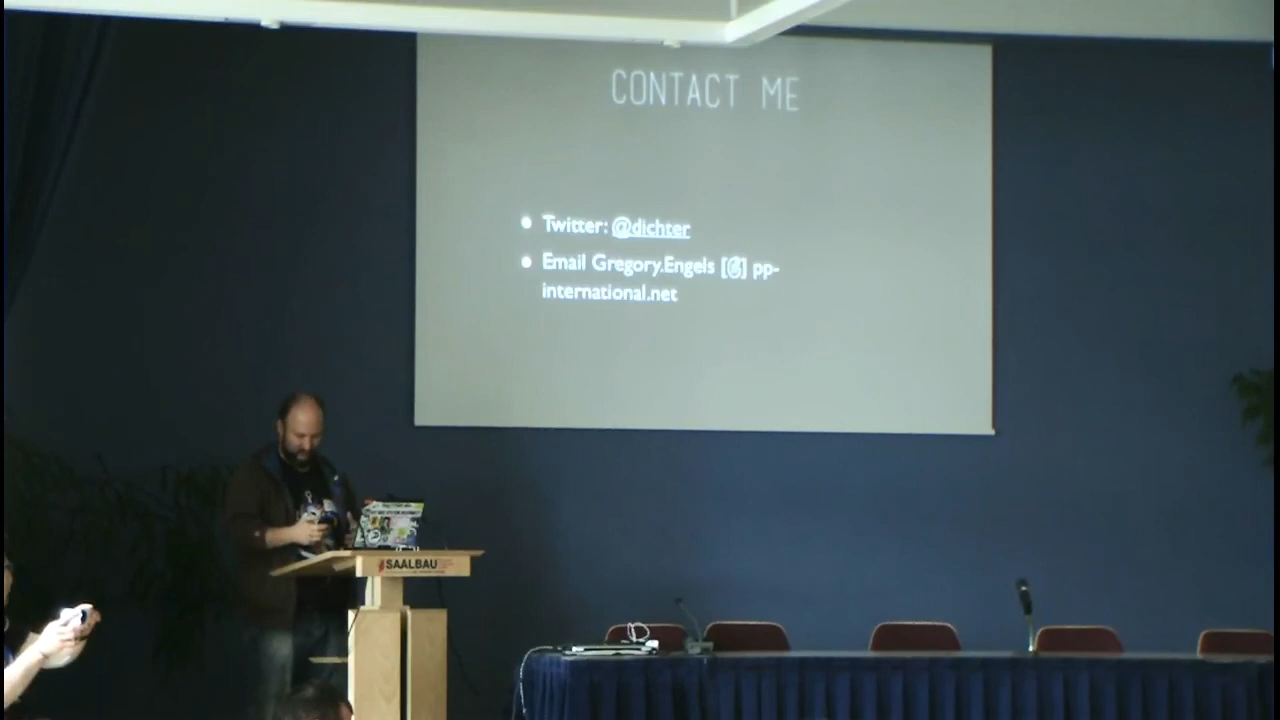 CONTACT ME
Twitter: @dichter
Email Gregory.Engels [@] pp-
international.net
SAALBAU